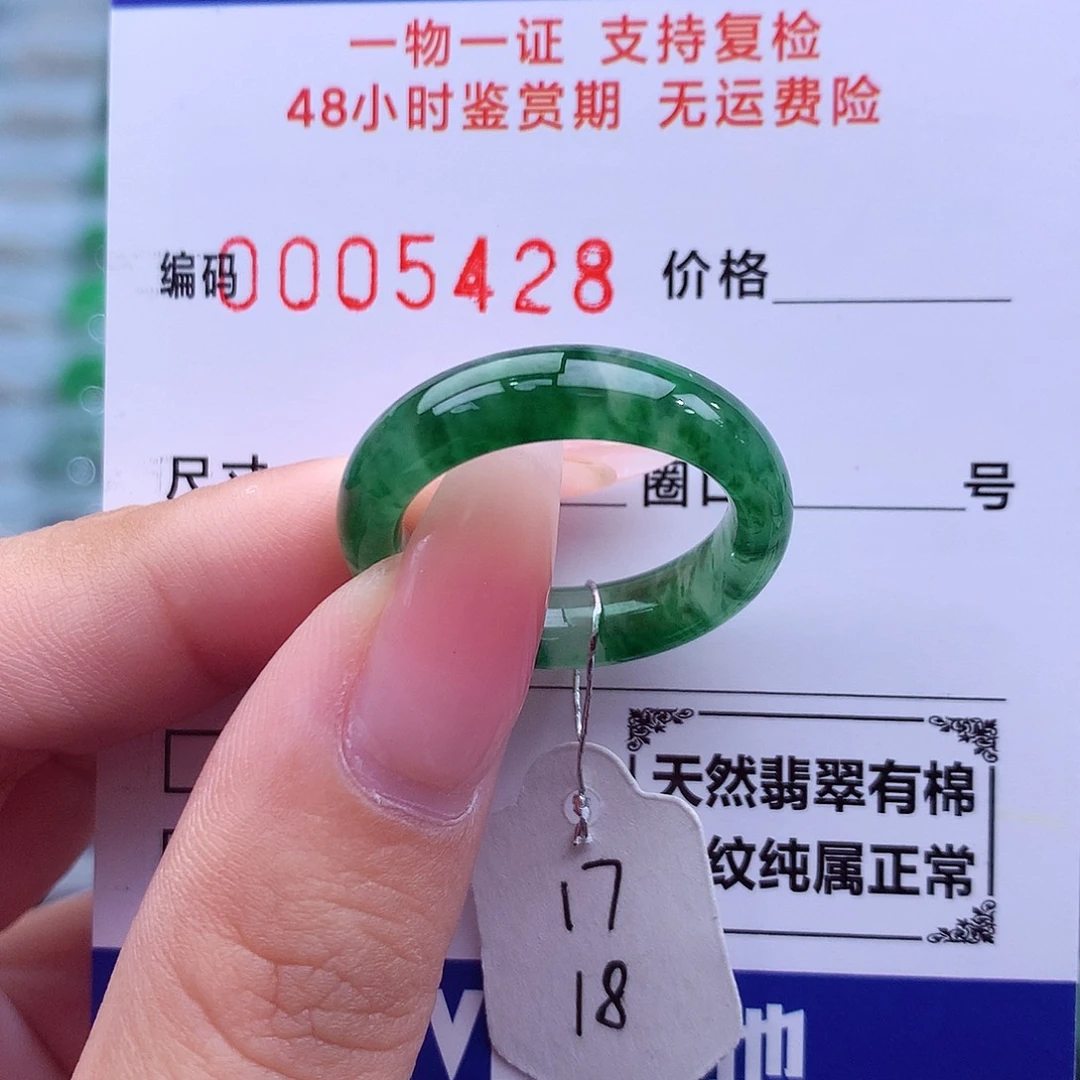 一物一证 支持复检
48小时鉴赏期 无运费险
编码0005428 价格
尺寸 圈口 号
天然翡翠有棉
纹纯属正常
17
18